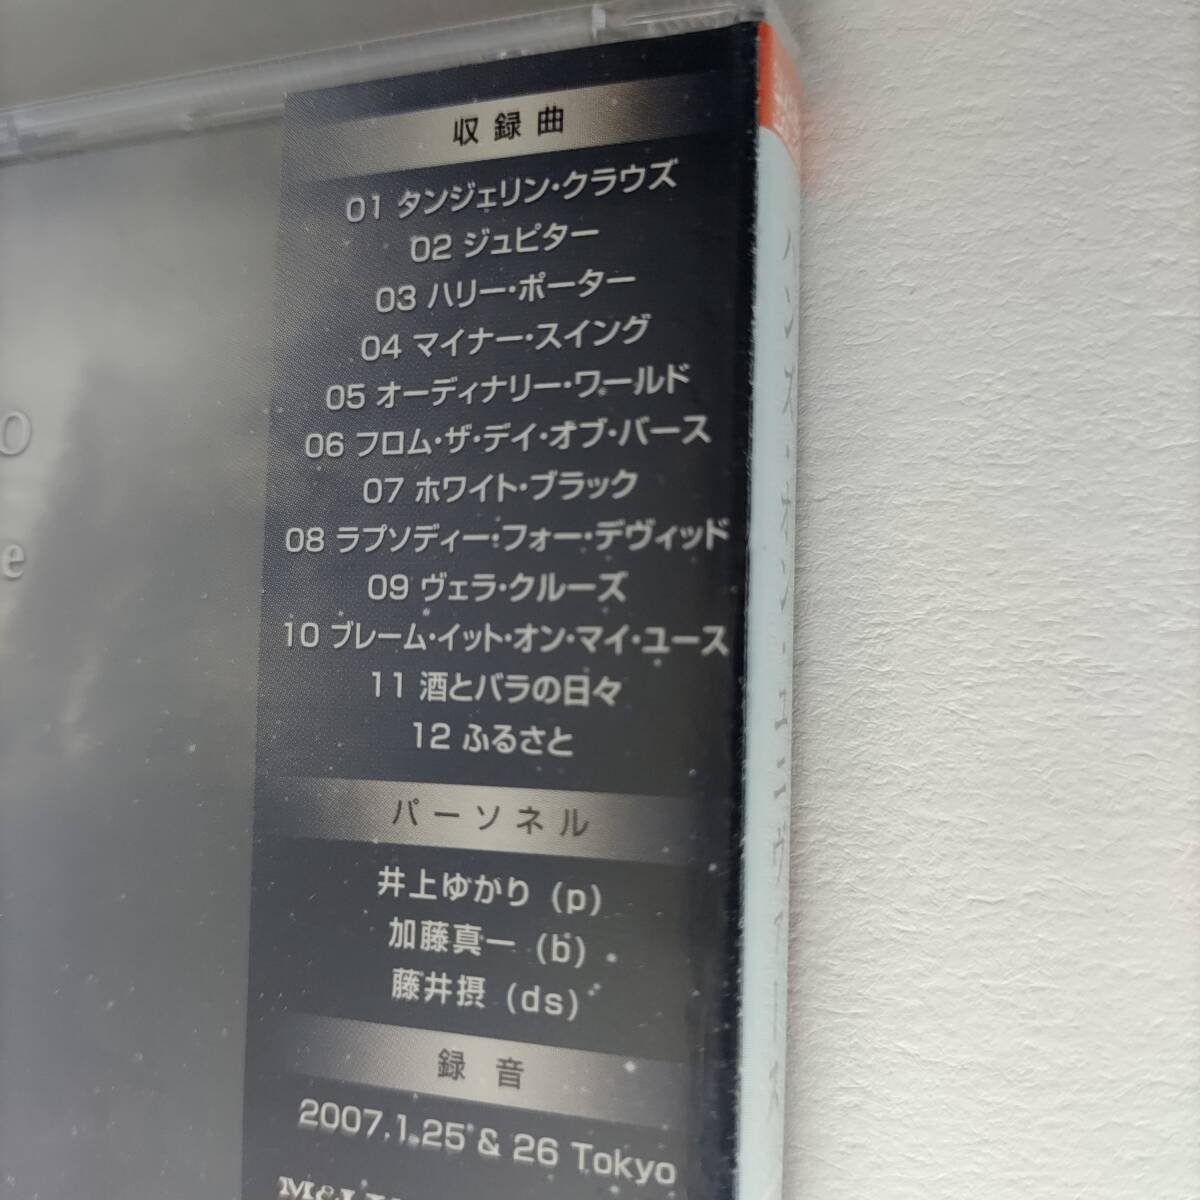 収録曲
01 タンジェリン・クラウズ
02 ジュピター
03 ハリー・ポーター
04 マイナー・スイング
05 オーディナリー・ワールド
06 フロム・ザ・デイ・オブ・バース
07 ホワイト・ブラック
08 ラプソディー・フォー・デヴィッド
09 ヴェラ・クルーズ
10 ブレーム・イット・オン・マイ・ユース
11 酒とバラの日々
12 ふるさと
パーソネル
井上ゆかり (p)
加藤真一 (b)
藤井摂 (ds)
録音
2007.1.25 & 26 Tokyo